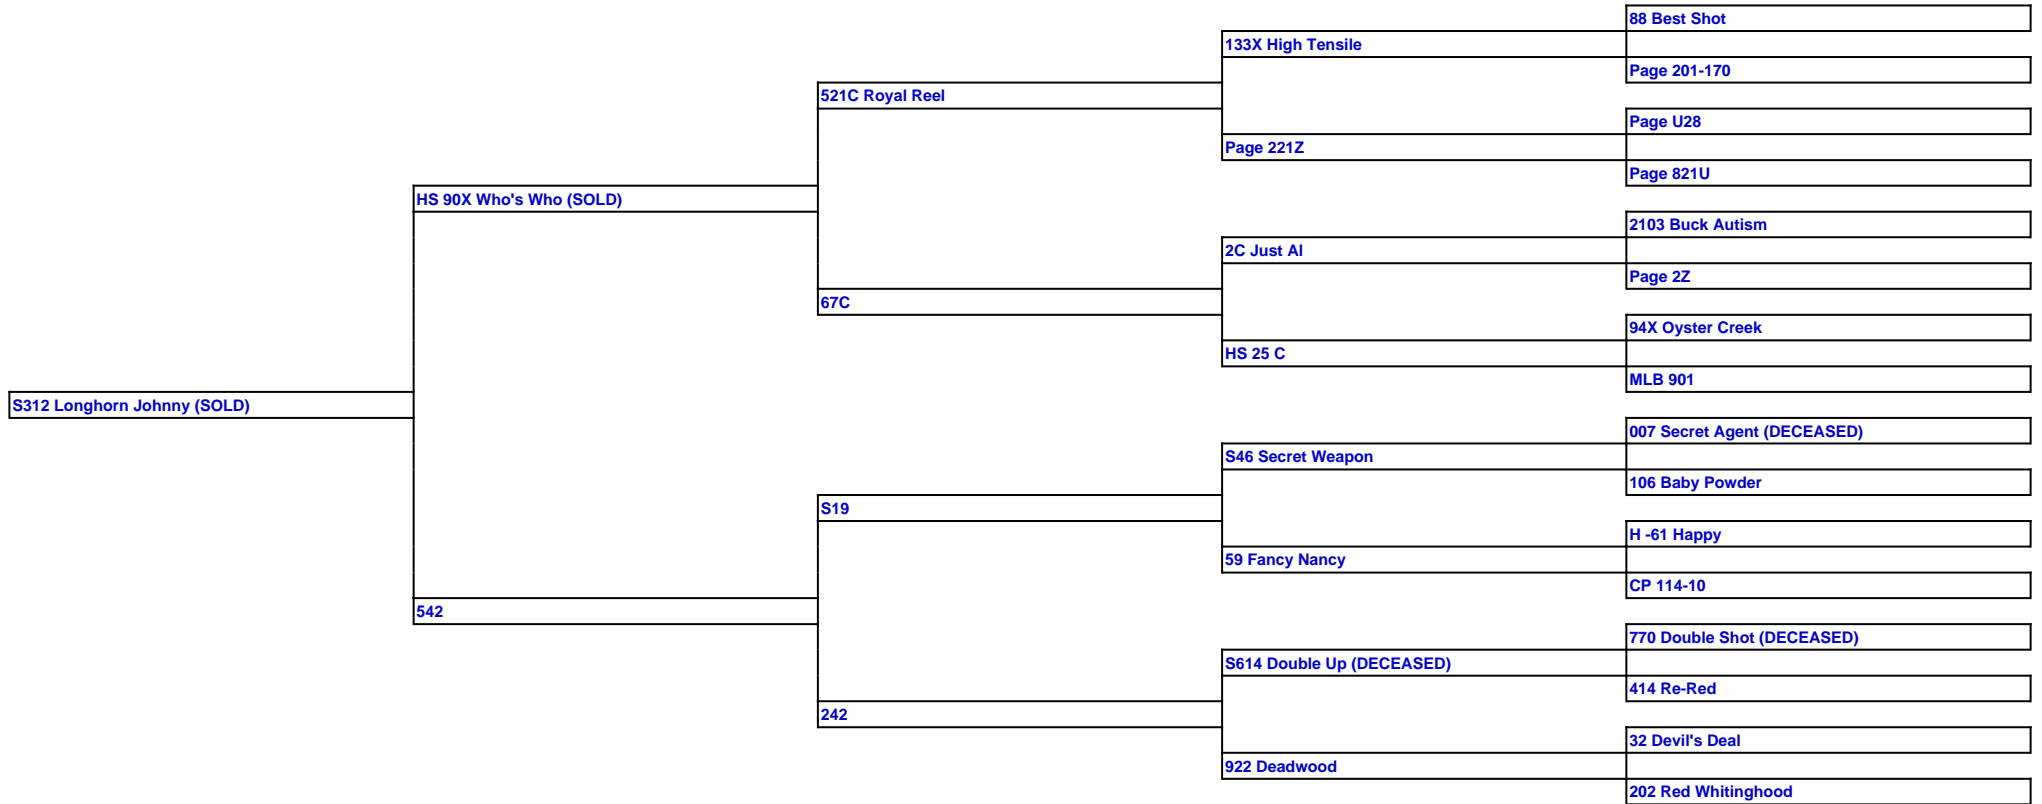 88 Best Shot
133X High Tensile
Page 201-170
521C Royal Reel
Page U28
Page 221Z
Page 821U
HS 90X Who's Who (SOLD)
2103 Buck Autism
2C Just AI
Page 2Z
67C
94X Oyster Creek
HS 25 C
MLB 901
S312 Longhorn Johnny (SOLD)
007 Secret Agent (DECEASED)
S46 Secret Weapon
106 Baby Powder
S19
H -61 Happy
59 Fancy Nancy
CP 114-10
542
770 Double Shot (DECEASED)
S614 Double Up (DECEASED)
414 Re-Red
242
32 Devil's Deal
922 Deadwood
202 Red Whitinghood